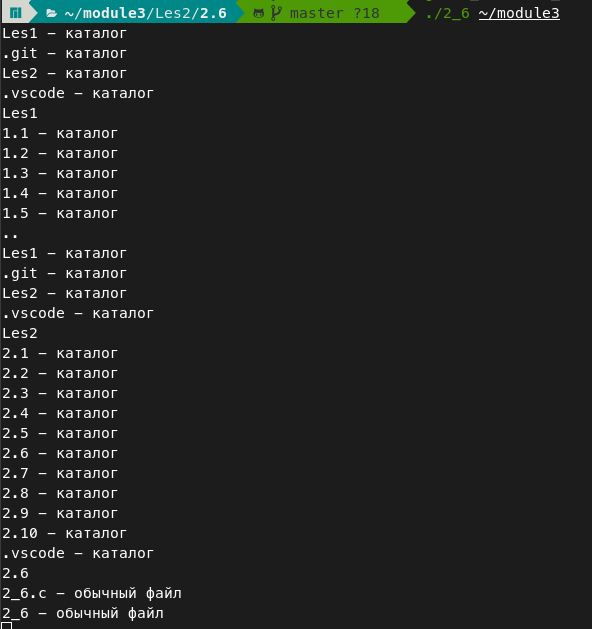 ~/module3/Les2/2.6 master ?18 ./2_6 ~/module3
Les1 – каталог
.git – каталог
Les2 – каталог
.vscode – каталог
Les1
1.1 – каталог
1.2 – каталог
1.3 – каталог
1.4 – каталог
1.5 – каталог
..
Les1 – каталог
.git – каталог
Les2 – каталог
.vscode – каталог
Les2
2.1 – каталог
2.2 – каталог
2.3 – каталог
2.4 – каталог
2.5 – каталог
2.6 – каталог
2.7 – каталог
2.8 – каталог
2.9 – каталог
2.10 – каталог
.vscode – каталог
2.6
2_6.c – обычный файл
2_6 – обычный файл